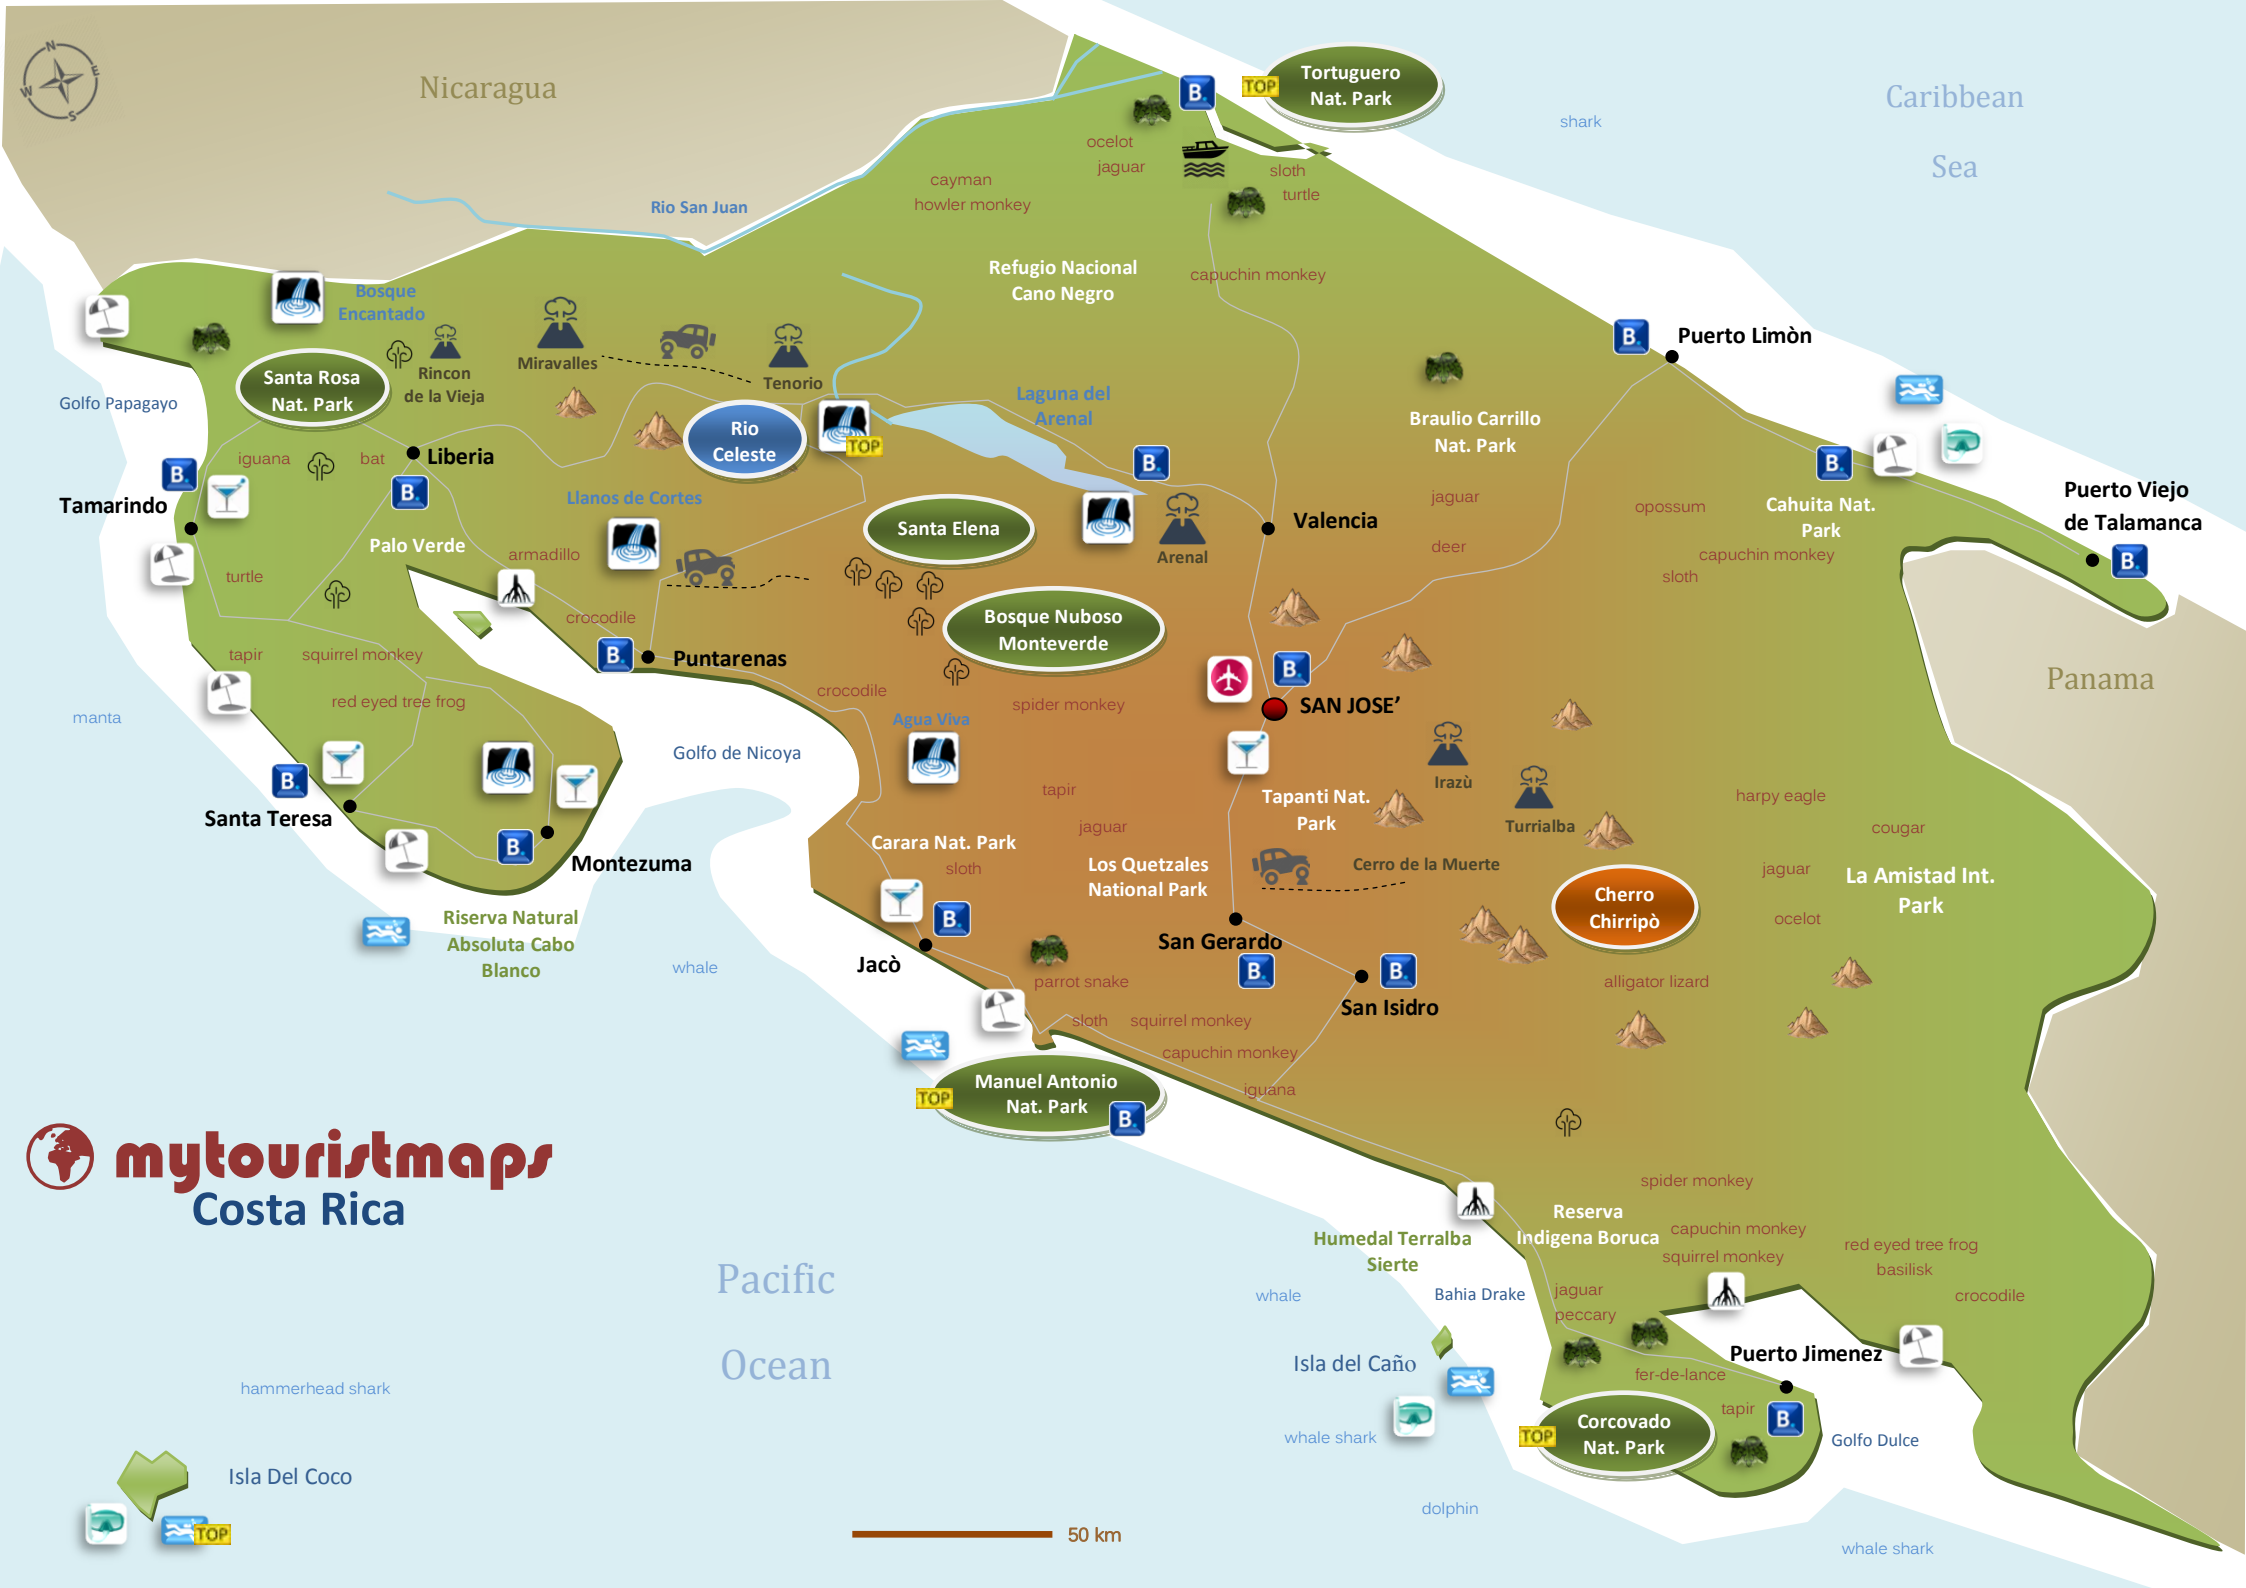 N
E
W
S
Nicaragua
Caribbean
Sea
Tortuguero
Nat. Park
TOP
B.
shark
ocelot
jaguar
sloth
turtle
cayman
howler monkey
Rio San Juan
Refugio Nacional
Cano Negro
capuchin monkey
Bosque
Encantado
Rincon
de la Vieja
Miravalles
Tenorio
Santa Rosa
Nat. Park
Golfo Papagayo
B.
Puerto Limòn
Laguna del
Arenal
Rio
Celeste
TOP
Braulio Carrillo
Nat. Park
iguana
bat
Liberia
B.
B.
Tamarindo
Llanos de Cortes
B.
Santa Elena
Arenal
Valencia
jaguar
deer
opossum
B.
Cahuita Nat.
Park
capuchin monkey
sloth
Puerto Viejo
de Talamanca
B.
Palo Verde
armadillo
turtle
crocodile
Bosque Nuboso
Monteverde
B.
Puntarenas
tapir
squirrel monkey
red eyed tree frog
crocodile
spider monkey
B.
SAN JOSE’
Panama
manta
Agua Viva
Golfo de Nicoya
Irazù
Turrialba
B.
Santa Teresa
tapir
jaguar
Tapanti Nat.
Park
harpy eagle
cougar
B.
Montezuma
Carara Nat. Park
sloth
Los Quetzales
National Park
Cerro de la Muerte
jaguar
La Amistad Int.
Park
Cherro
Chirripò
ocelot
Riserva Natural
Absoluta Cabo
Blanco
whale
B.
Jacò
San Gerardo
B.
B.
San Isidro
parrot snake
alligator lizard
sloth
squirrel monkey
capuchin monkey
iguana
Manuel Antonio
Nat. Park
TOP
B.
mytouristmaps
Costa Rica
spider monkey
Reserva
Indigena Boruca
capuchin monkey
squirrel monkey
red eyed tree frog
basilisk
crocodile
Humedal Terralba
Sierte
Pacific
Ocean
whale
Bahia Drake
jaguar
peccary
Isla del Caño
Puerto Jimenez
fer-de-lance
tapir
B.
Corcovado
Nat. Park
TOP
Golfo Dulce
hammerhead shark
whale shark
Isla Del Coco
TOP
dolphin
50 km
whale shark